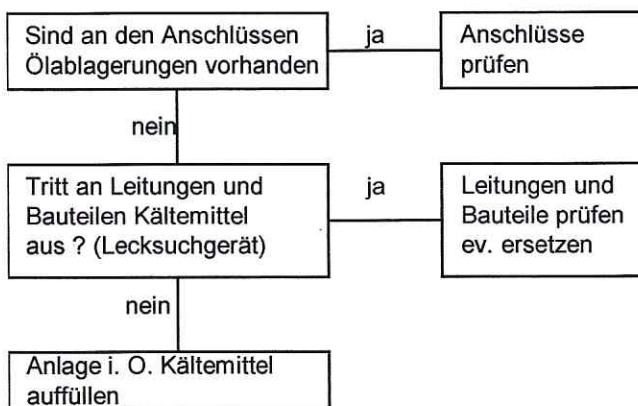 Sind an den Anschlüssen
Ölablagerungen vorhanden
ja
Anschlüsse
prüfen
nein
Tritt an Leitungen und
Bauteilen Kältemittel
aus ? (Lecksuchgerät)
ja
Leitungen und
Bauteile prüfen
ev. ersetzen
nein
Anlage i. O. Kältemittel
auffüllen